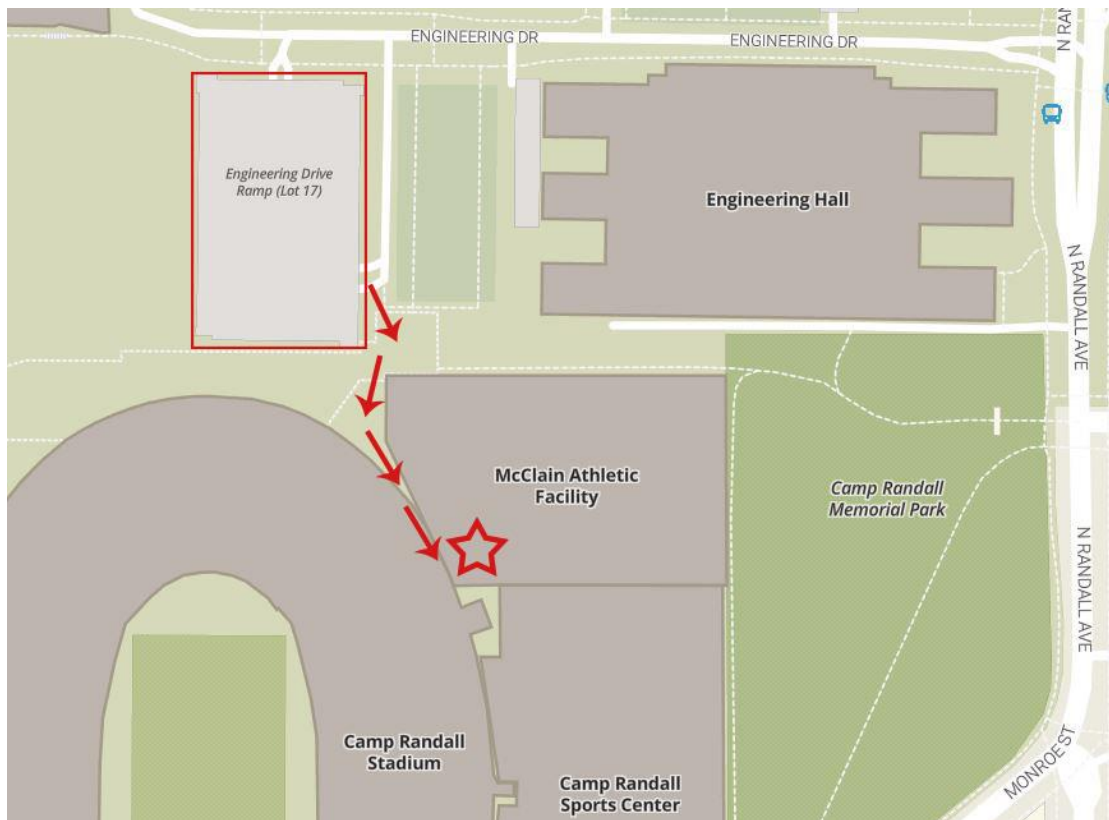 ENGINEERING DR
ENGINEERING DR
N RAN
Engineering Drive
Ramp (Lot 17)
Engineering Hall
N RANDALL AVE
McClain Athletic
Facility
Camp Randall
Memorial Park
N RANDALL AVE
Camp Randall
Stadium
Camp Randall
Sports Center
MONROE ST